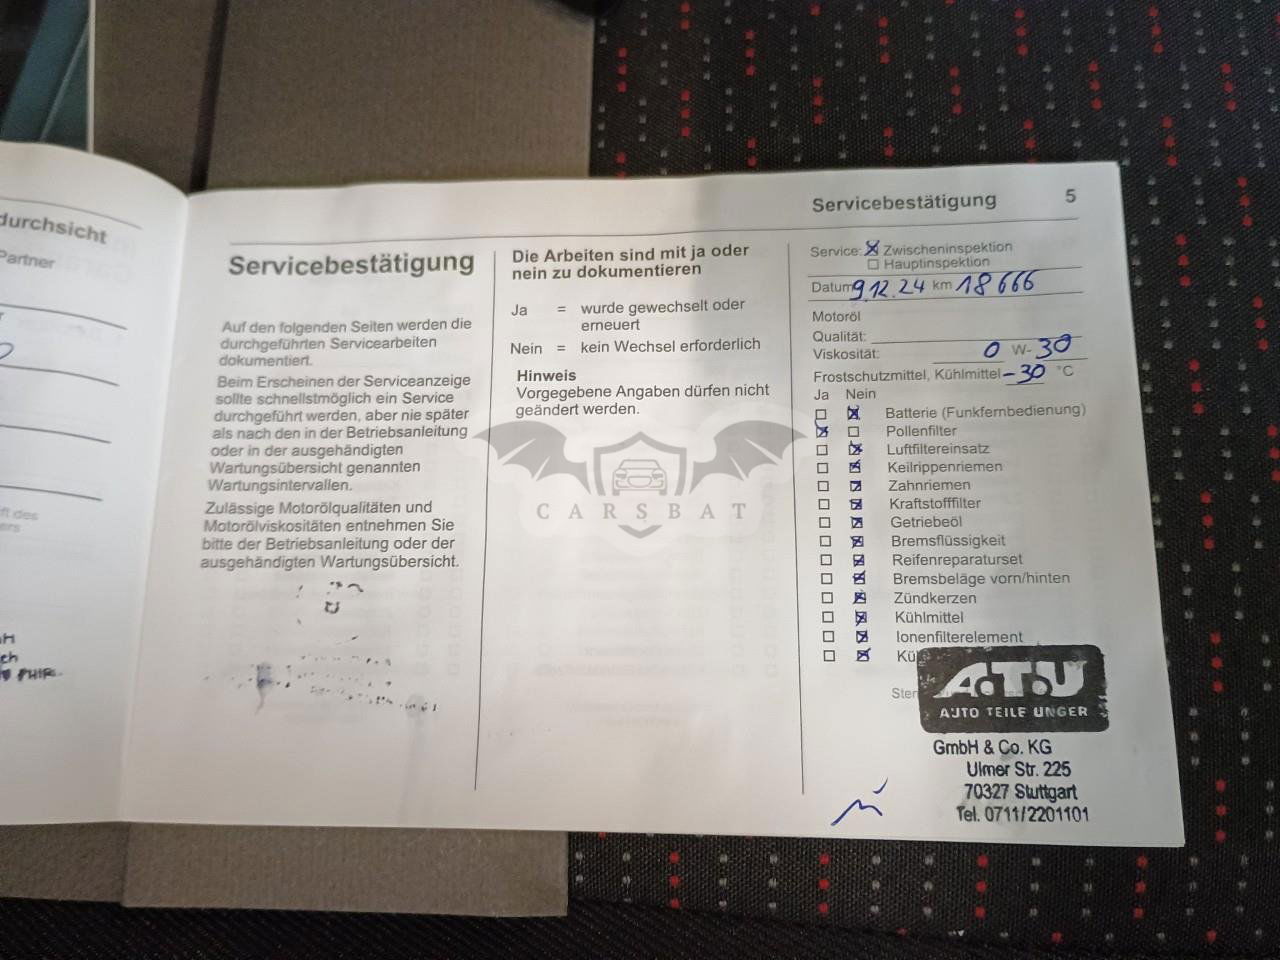 durchsicht
Partner
Servicebestätigung
5
Servicebestätigung
Auf den folgenden Seiten werden die
durchgeführten Servicearbeiten
dokumentiert.
Beim Erscheinen der Serviceanzeige
sollte schnellstmöglich ein Service
durchgeführt werden, aber nie später
als nach den in der Betriebsanleitung
oder in der ausgehändigten
Wartungsübersicht genannten
Wartungsintervallen.
Zulässige Motorölqualitäten und
Motorölviskositäten entnehmen Sie
bitte der Betriebsanleitung oder der
ausgehändigten Wartungsübersicht.
Die Arbeiten sind mit ja oder
nein zu dokumentieren
Ja = wurde gewechselt oder
erneuert
Nein = kein Wechsel erforderlich
Hinweis
Vorgegebene Angaben dürfen nicht
geändert werden.
CARSBAT
Service: Zwischeninspektion
Hauptinspektion
Datum 9.12.24 km 18666
Motoröl
Qualität:
Viskosität: 0 W-30
Frostschutzmittel, Kühlmittel -30 °C
Ja Nein
Batterie (Funkfernbedienung)
Pollenfilter
Luftfiltereinsatz
Keilrippenriemen
Zahnriemen
Kraftstofffilter
Getriebeöl
Bremsflüssigkeit
Reifenreparaturset
Bremsbeläge vorn/hinten
Zündkerzen
Kühlmittel
Ionenfilterelement
A.T.U
AUTO TEILE UNGER
GmbH & Co. KG
Ulmer Str. 225
70327 Stuttgart
Tel. 0711/2201101